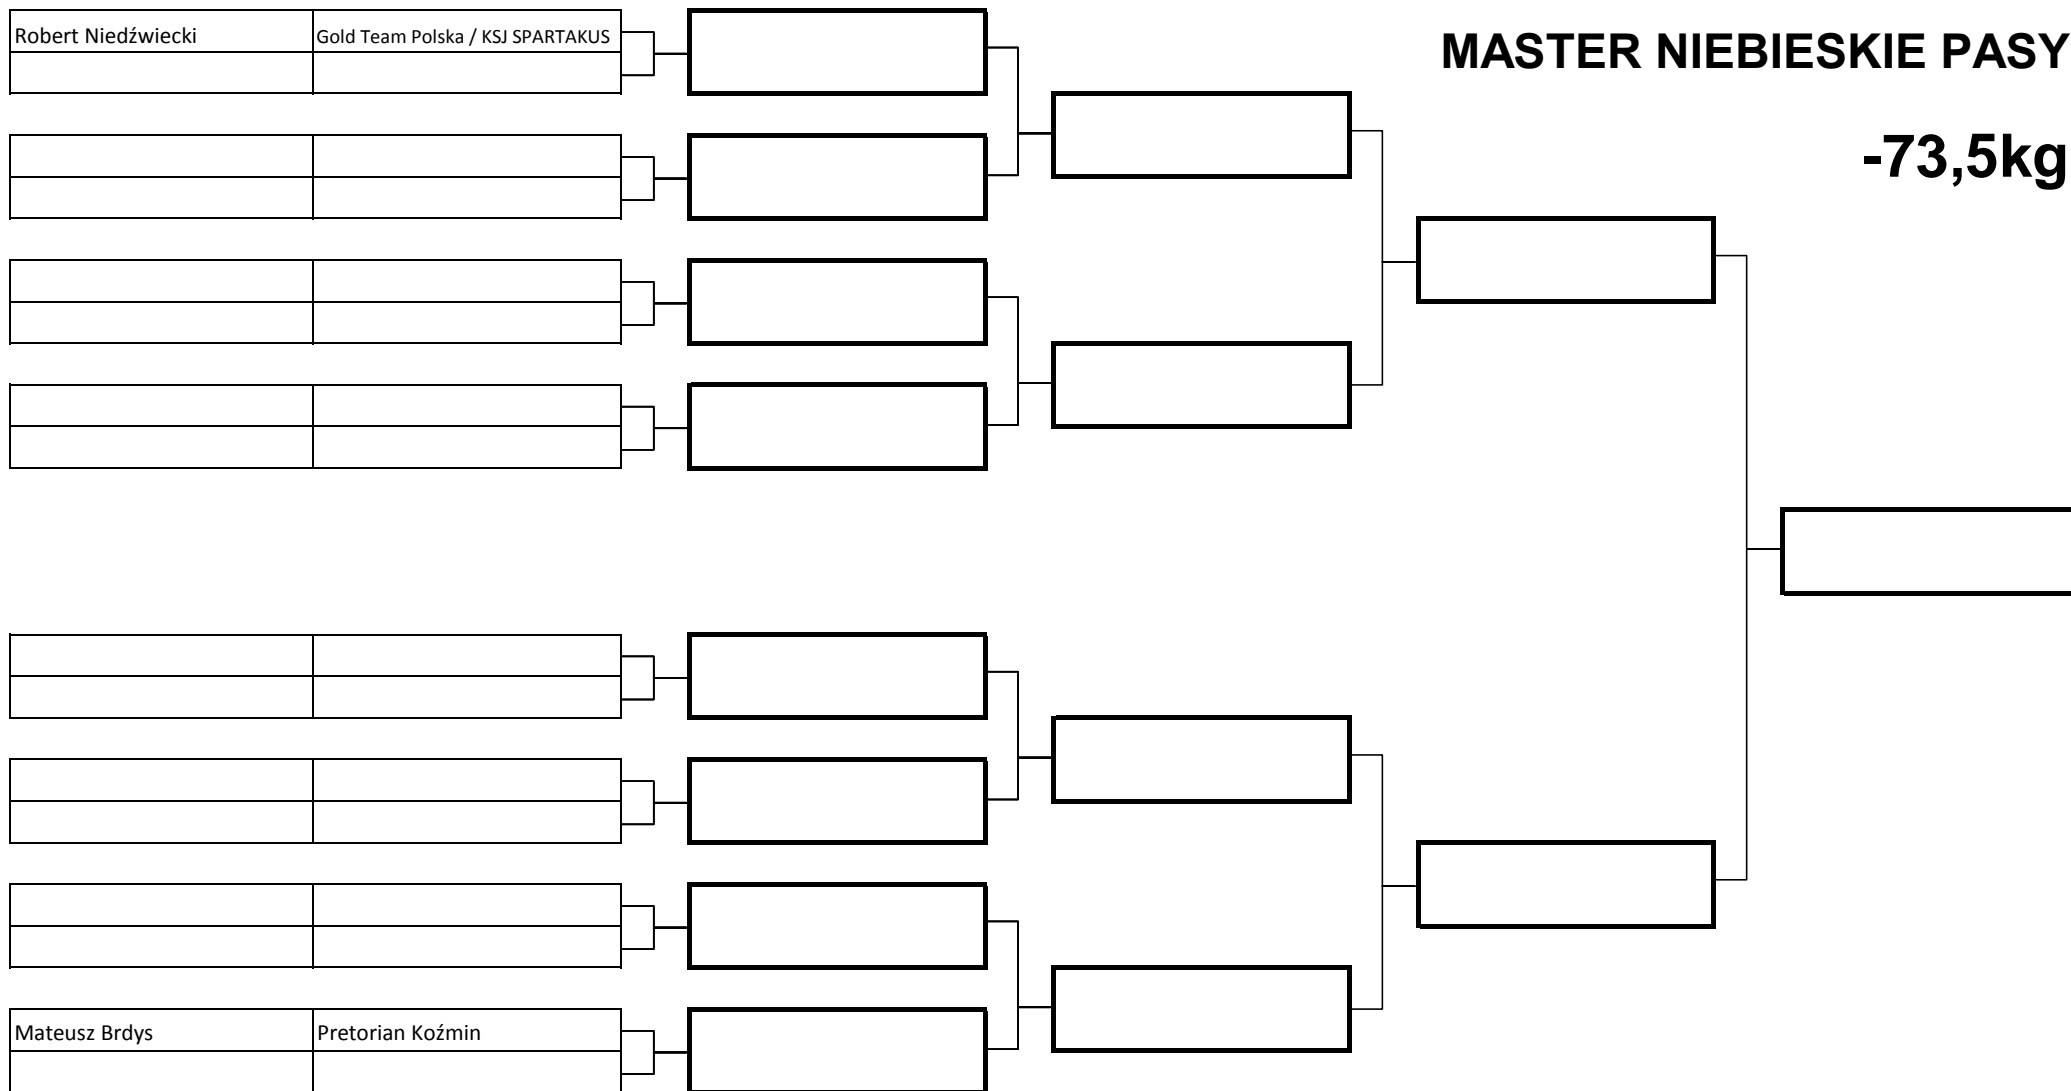 Robert Niedźwiecki Gold Team Polska / KSJ SPARTAKUS
MASTER NIEBIESKIE PASY
-73,5kg
Mateusz Brdys Pretorian Koźmin